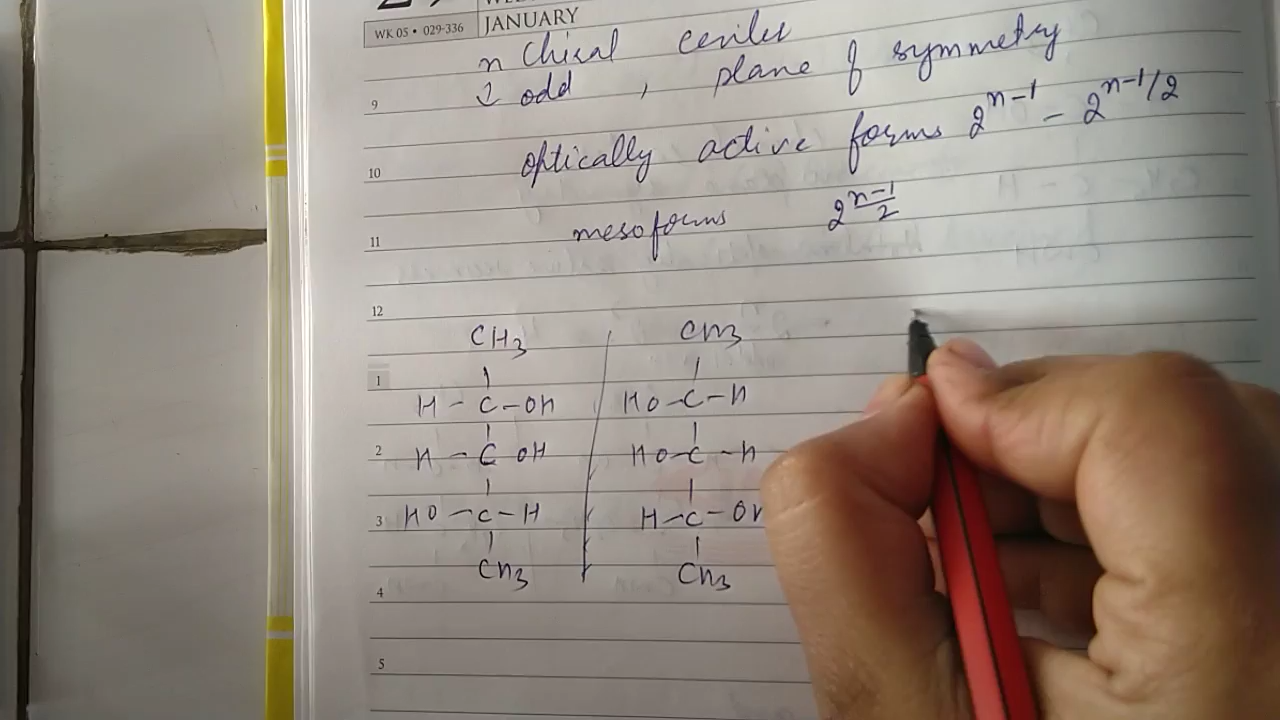 WK 05 • 029-336 JANUARY
n Chiral center
9 2 odd , plane of symmetry
10 optically active forms 2^n-1 - 2^n-1/2
11 mesoforms 2^(n-1)/2
12
CH3 CH3
1
H - C - OH HO - C - H
2 H - C OH HO - C - H
3 HO - C - H H - C - OH
CH3 CH3
4
5